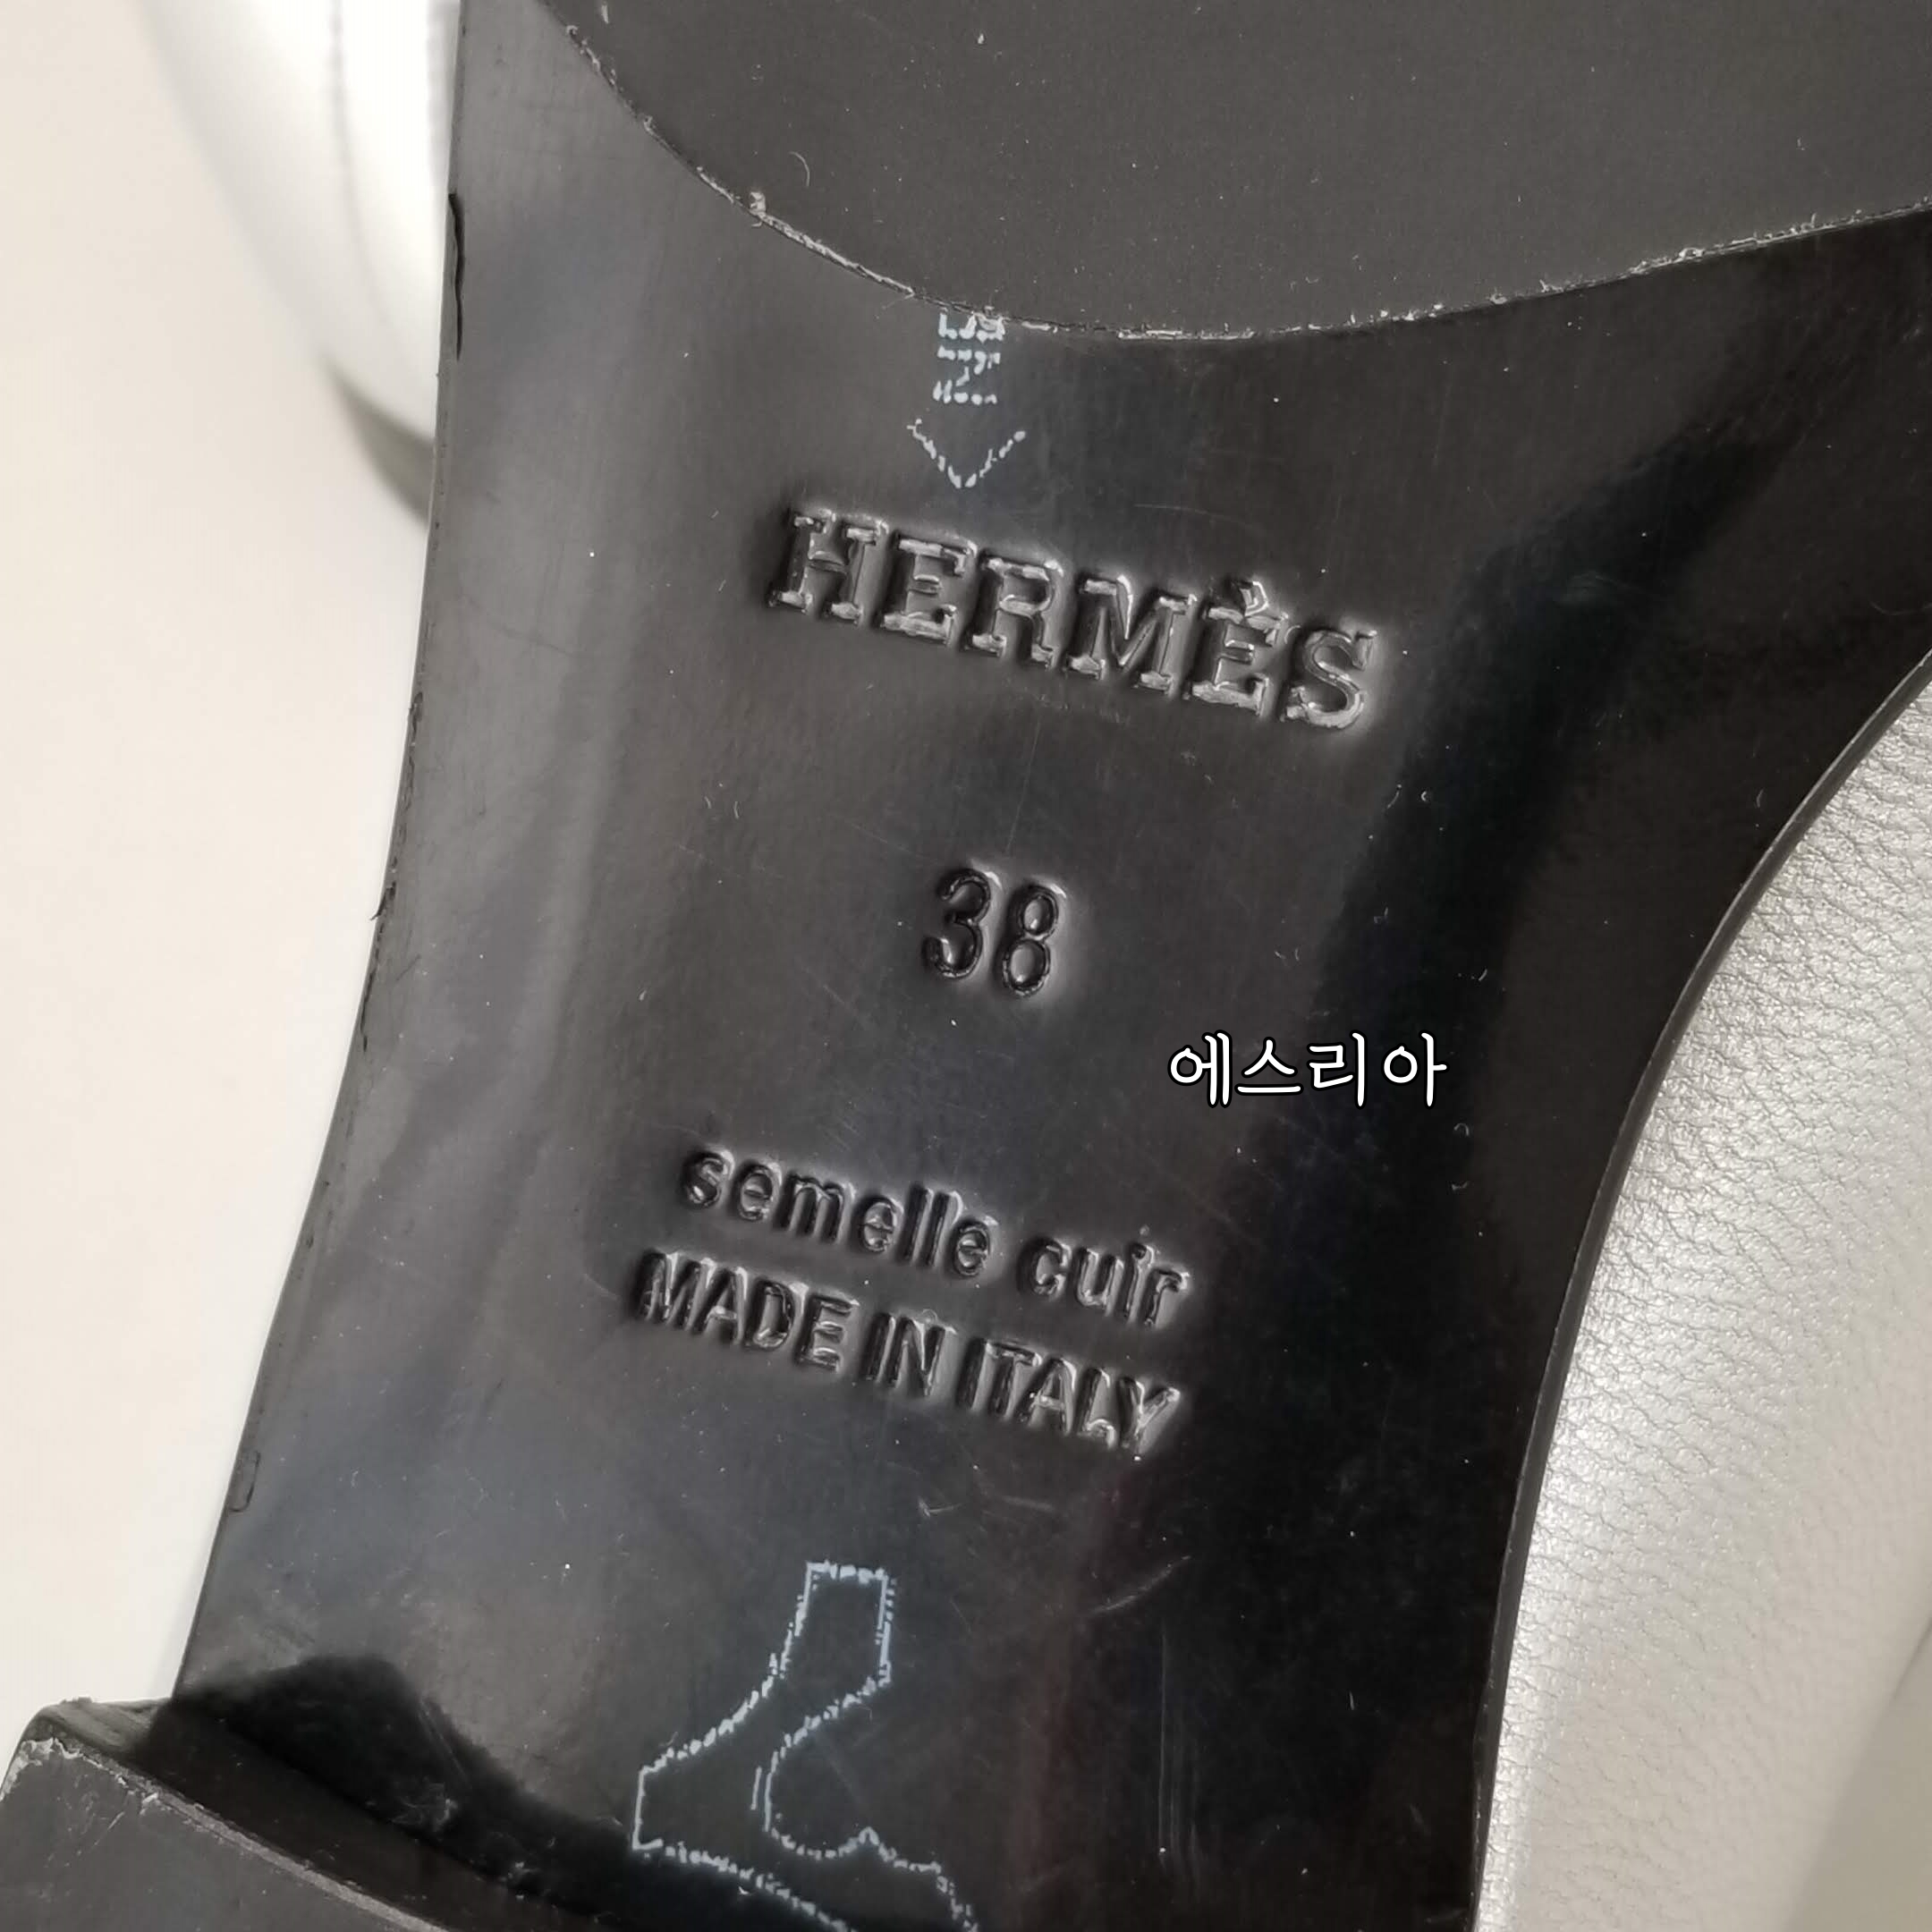 HERMÈS
38
에스리아
semelle cuir
MADE IN ITALY